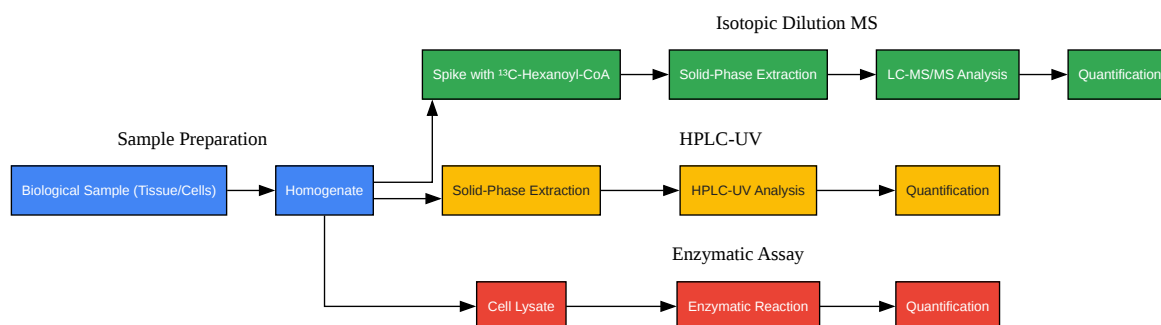 Isotopic Dilution MS
Spike with ¹³C-Hexanoyl-CoA
Solid-Phase Extraction
LC-MS/MS Analysis
Quantification
Sample Preparation
HPLC-UV
Biological Sample (Tissue/Cells)
Homogenate
Solid-Phase Extraction
HPLC-UV Analysis
Quantification
Enzymatic Assay
Cell Lysate
Enzymatic Reaction
Quantification